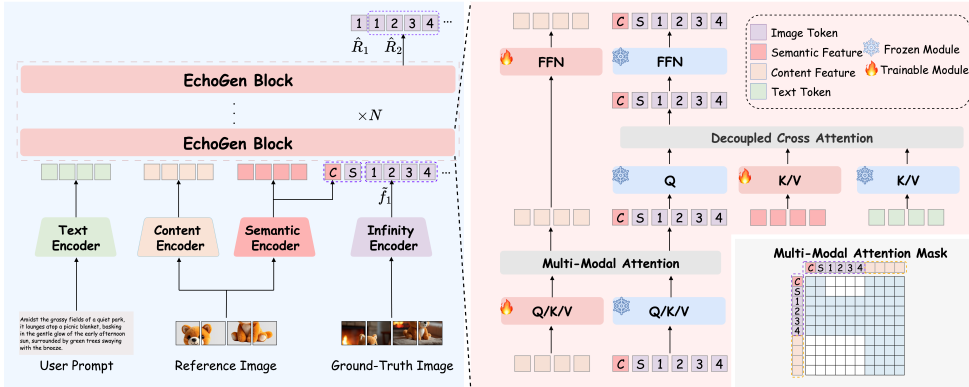 1 1 2 3 4 ...
R̂₁ R̂₂
EchoGen Block
×N
EchoGen Block
C S 1 2 3 4 ...
f̃₁
Text
Encoder
Content
Encoder
Semantic
Encoder
Infinity
Encoder
Amidst the grassy fields of a quiet park,
it lounges atop a picnic blanket, basking
in the gentle glow of the early afternoon
sun, surrounded by green trees swaying
with the breeze.
User Prompt
Reference Image
Ground-Truth Image
C S 1 2 3 4
FFN
FFN
C S 1 2 3 4
Decoupled Cross Attention
Q
K/V
K/V
C S 1 2 3 4
Multi-Modal Attention
Q/K/V
Q/K/V
C S 1 2 3 4
Image Token
Semantic Feature
Content Feature
Text Token
Frozen Module
Trainable Module
Multi-Modal Attention Mask
C S 1 2 3 4
C
S
1
2
3
4